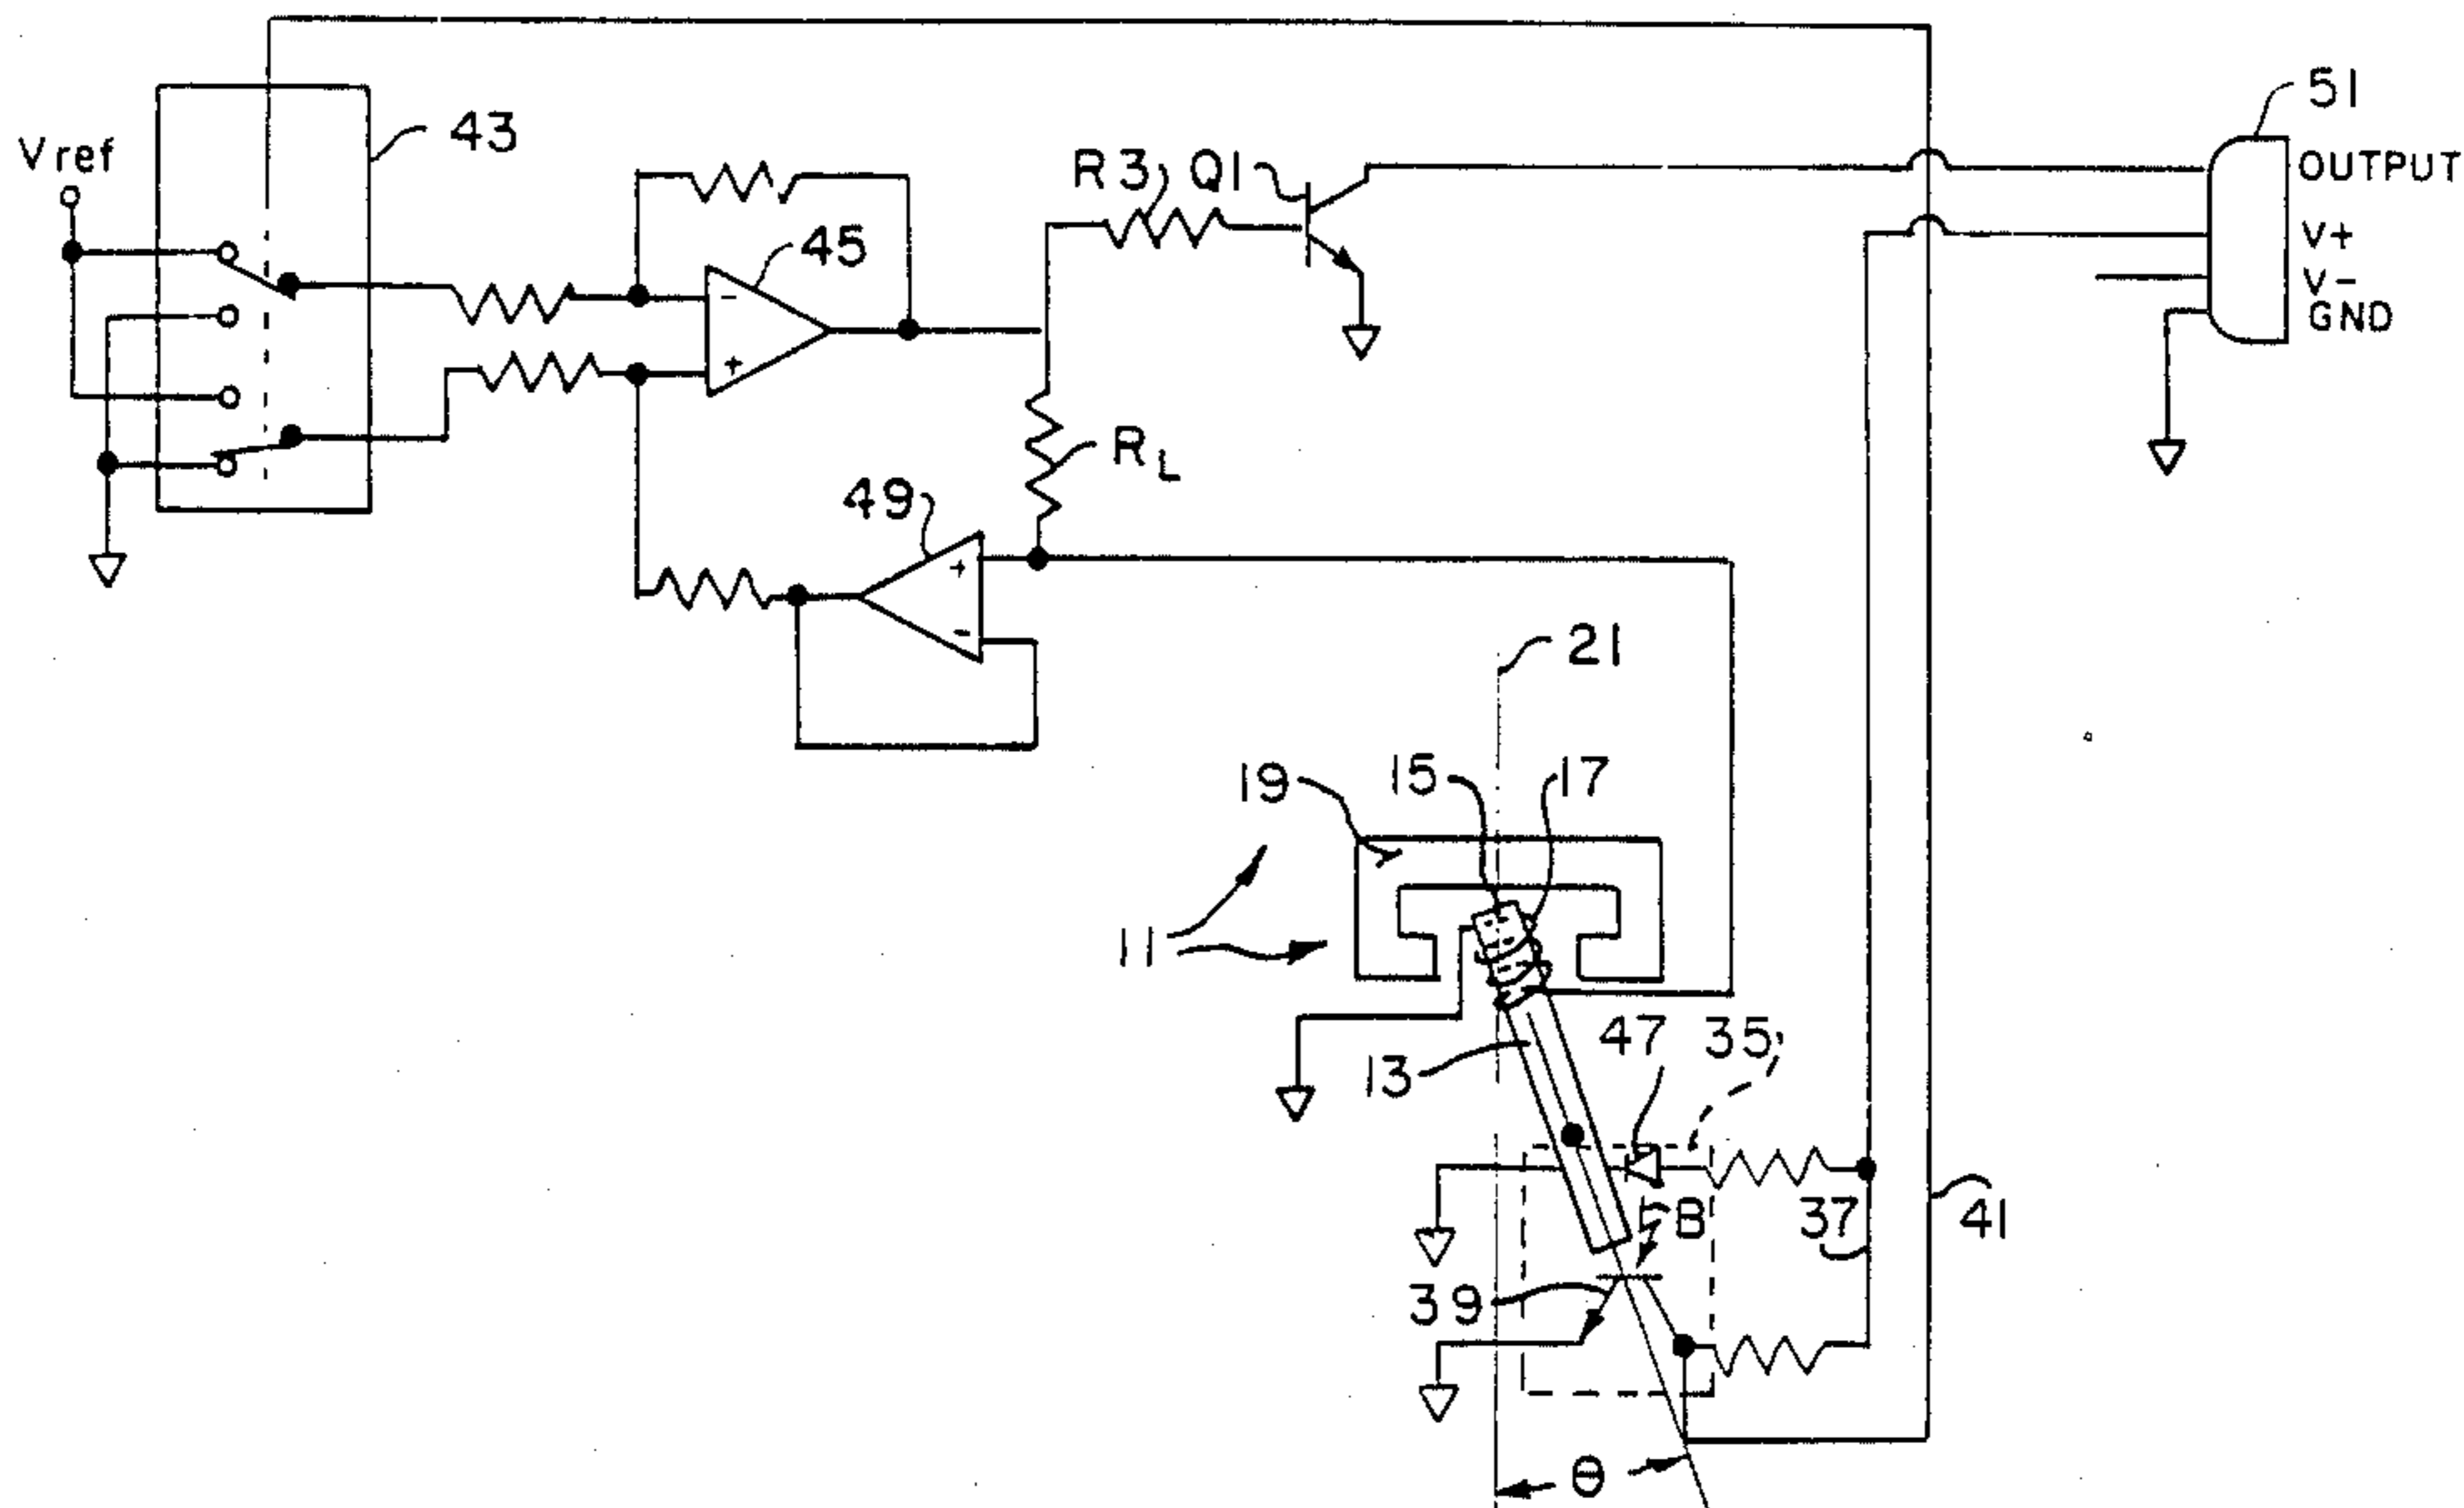 51
43
Vref
R3 Q1
OUTPUT
45
V+
V-
GND
-
+
RL
49
+
-
21
19
15
17
11
13
47
35
B
37
41
39
θ